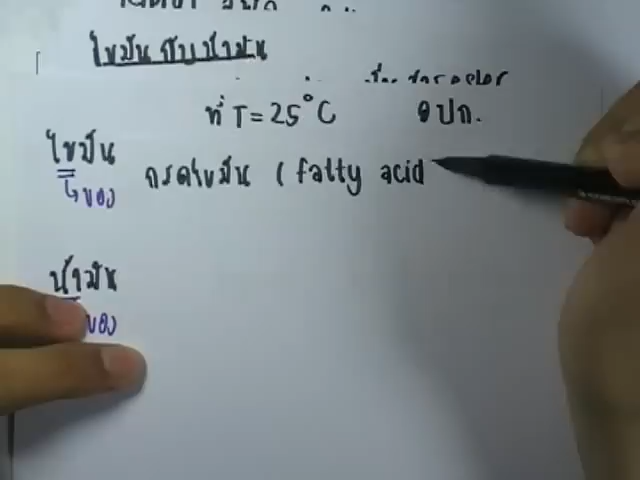 ไขมัน กับ น้ำมัน
ที่ T = 25°C
ไขมัน
กรดไขมัน ( fatty acid
ของ
น้ำมัน
ของ